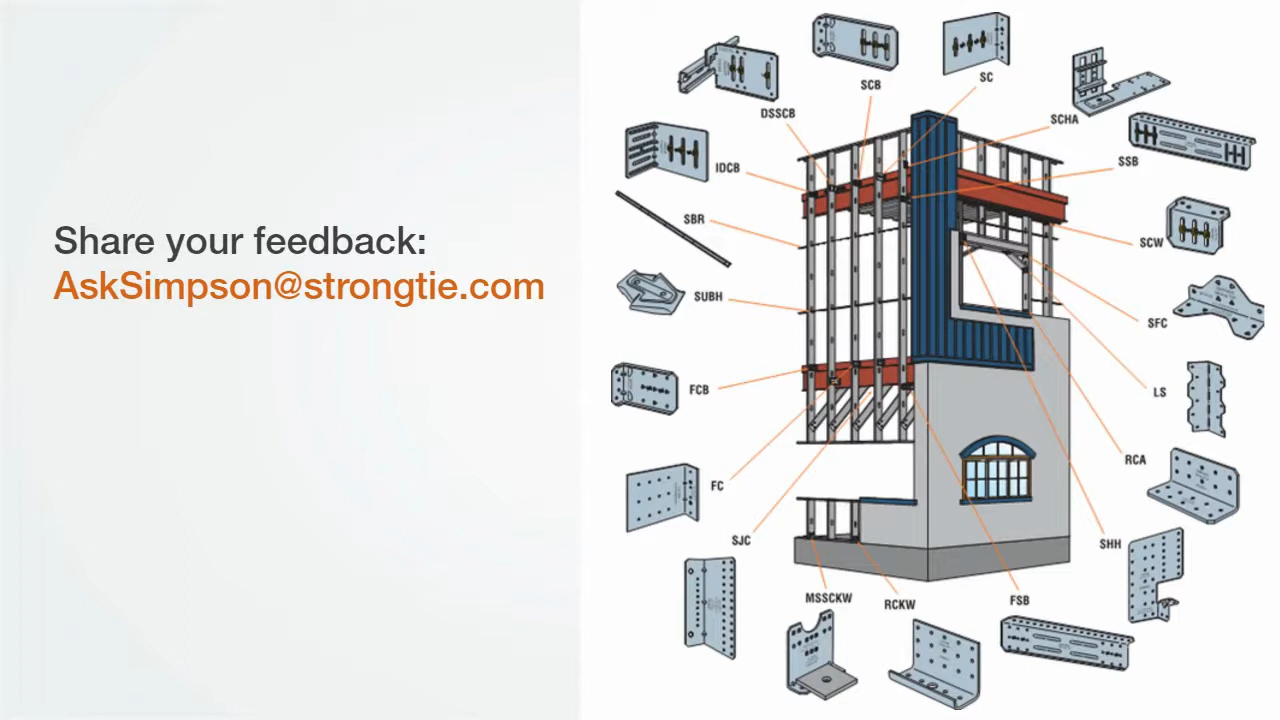 Share your feedback:
AskSimpson@strongtie.com
SCB
SC
DSSCB
SCHA
SSB
IDCB
SBR
SCW
SUBH
SFC
FCB
LS
RCA
FC
SJC
SHH
MSSCKW
RCKW
FSB